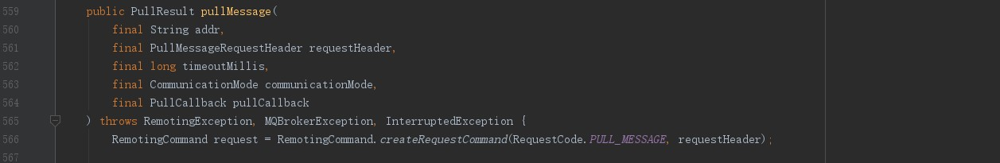 559 public PullResult pullMessage(
560 final String addr,
561 final PullMessageRequestHeader requestHeader,
562 final long timeoutMillis,
563 final CommunicationMode communicationMode,
564 final PullCallback pullCallback
565 ) throws RemotingException, MQBrokerException, InterruptedException {
566 RemotingCommand request = RemotingCommand.createRequestCommand(RequestCode.PULL_MESSAGE, requestHeader);
567